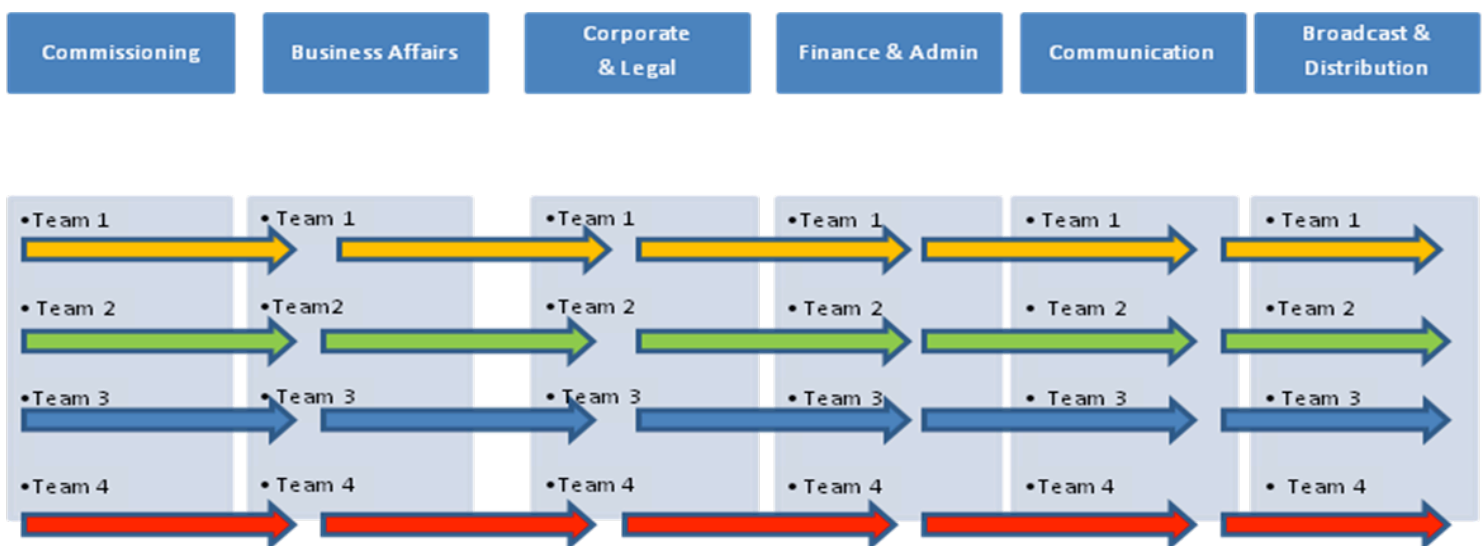 Commissioning
Business Affairs
Corporate
& Legal
Finance & Admin
Communication
Broadcast &
Distribution
•Team 1
• Team 1
•Team 1
• Team 1
• Team 1
• Team 1
• Team 2
•Team2
•Team 2
• Team 2
• Team 2
•Team 2
•Team 3
• Team 3
• Team 3
• Team 3
• Team 3
• Team 3
•Team 4
• Team 4
•Team 4
• Team 4
•Team 4
• Team 4